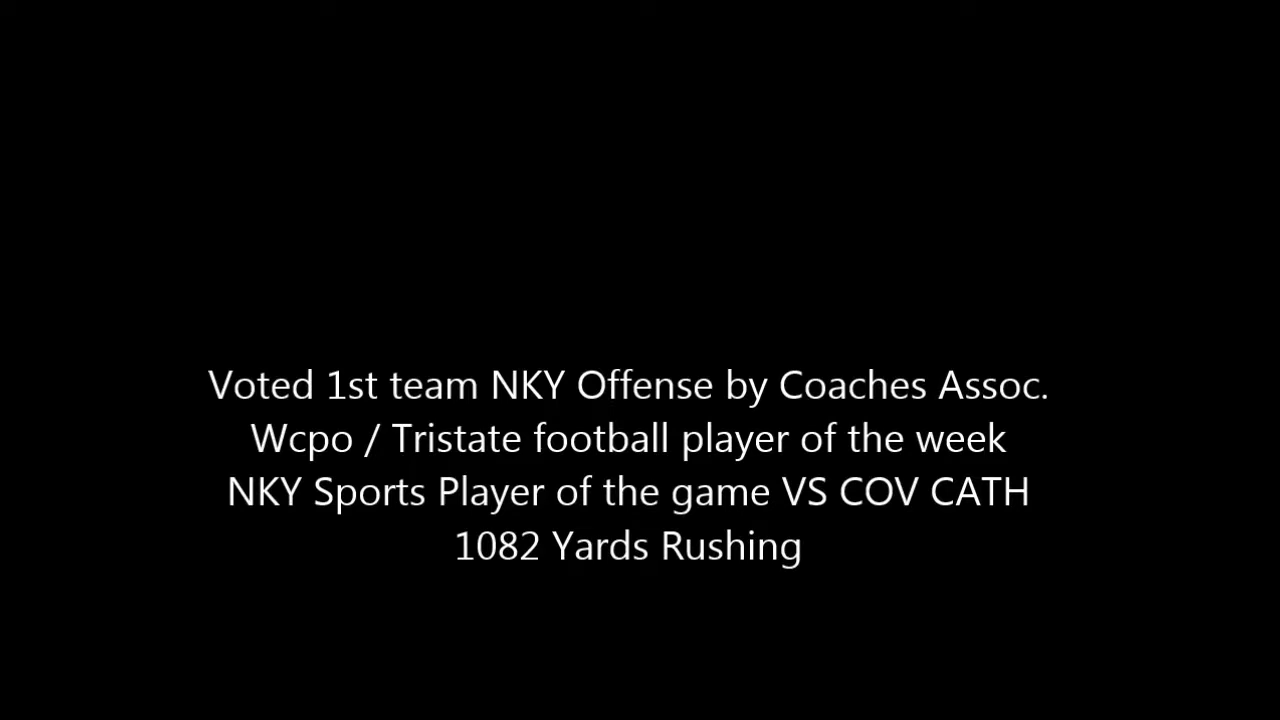 Voted 1st team NKY Offense by Coaches Assoc.
Wcpo / Tristate football player of the week
NKY Sports Player of the game VS COV CATH
1082 Yards Rushing